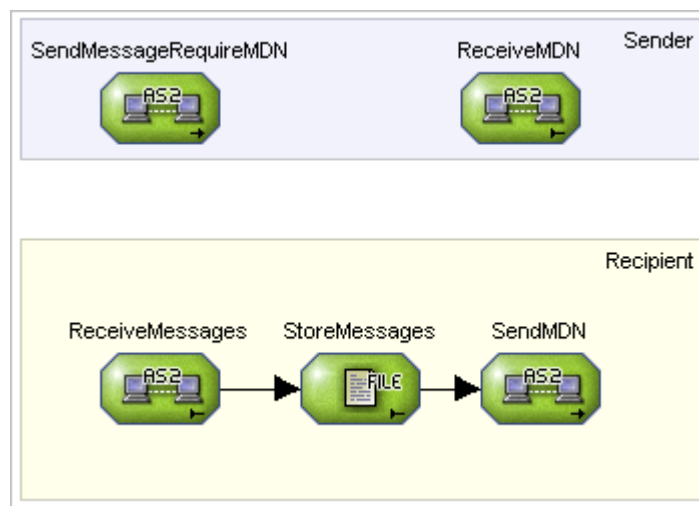 SendMessageRequireMDN
ReceiveMDN
Sender
AS2
AS2
Recipient
ReceiveMessages
StoreMessages
SendMDN
AS2
FILE
AS2